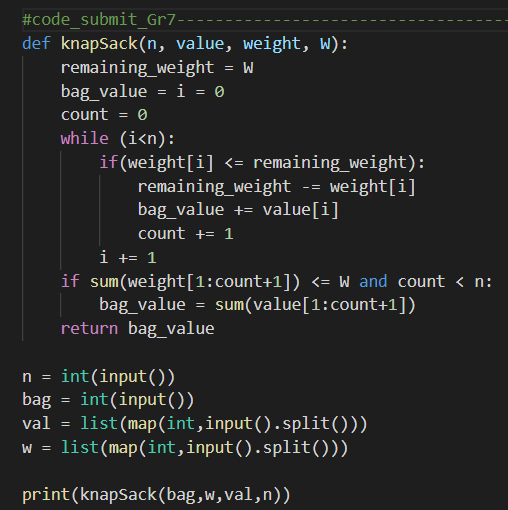 #code_submit_Gr7-----------------------------------
def knapSack(n, value, weight, W):
    remaining_weight = W
    bag_value = i = 0
    count = 0
    while (i<n):
        if(weight[i] <= remaining_weight):
            remaining_weight -= weight[i]
            bag_value += value[i]
            count += 1
        i += 1
    if sum(weight[1:count+1]) <= W and count < n:
        bag_value = sum(value[1:count+1])
    return bag_value

n = int(input())
bag = int(input())
val = list(map(int,input().split()))
w = list(map(int,input().split()))

print(knapSack(bag,w,val,n))